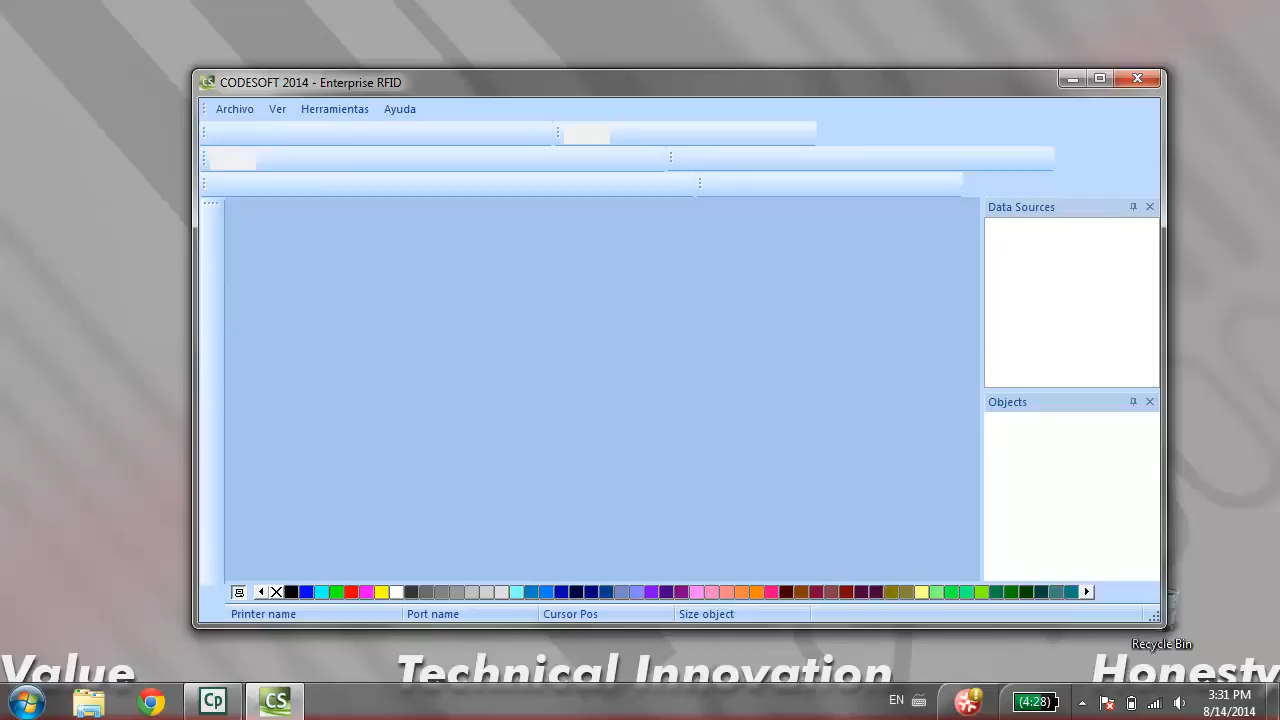 CS CODESOFT 2014 - Enterprise RFID
Archivo Ver Herramientas Ayuda
Data Sources
Objects
Printer name Port name Cursor Pos Size object
Recycle Bin
Value Technical Innovation Honesty
Cp CS EN (4:28) 3:31 PM
8/14/2014